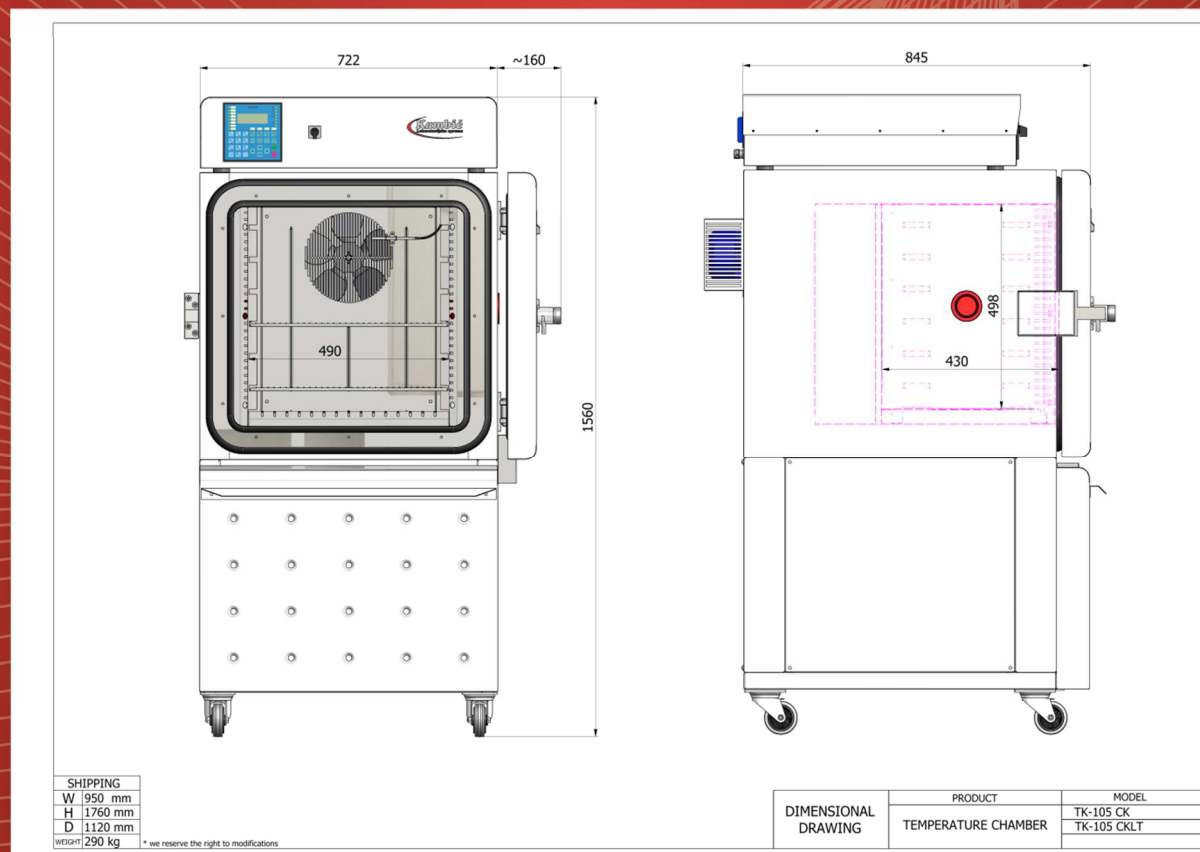 722
~160
845
Kambič
490
1560
498
430
SHIPPING
W 950 mm
H 1760 mm
D 1120 mm
WEIGHT 290 kg
* we reserve the right to modifications
DIMENSIONAL
DRAWING
PRODUCT
TEMPERATURE CHAMBER
MODEL
TK-105 CK
TK-105 CKLT